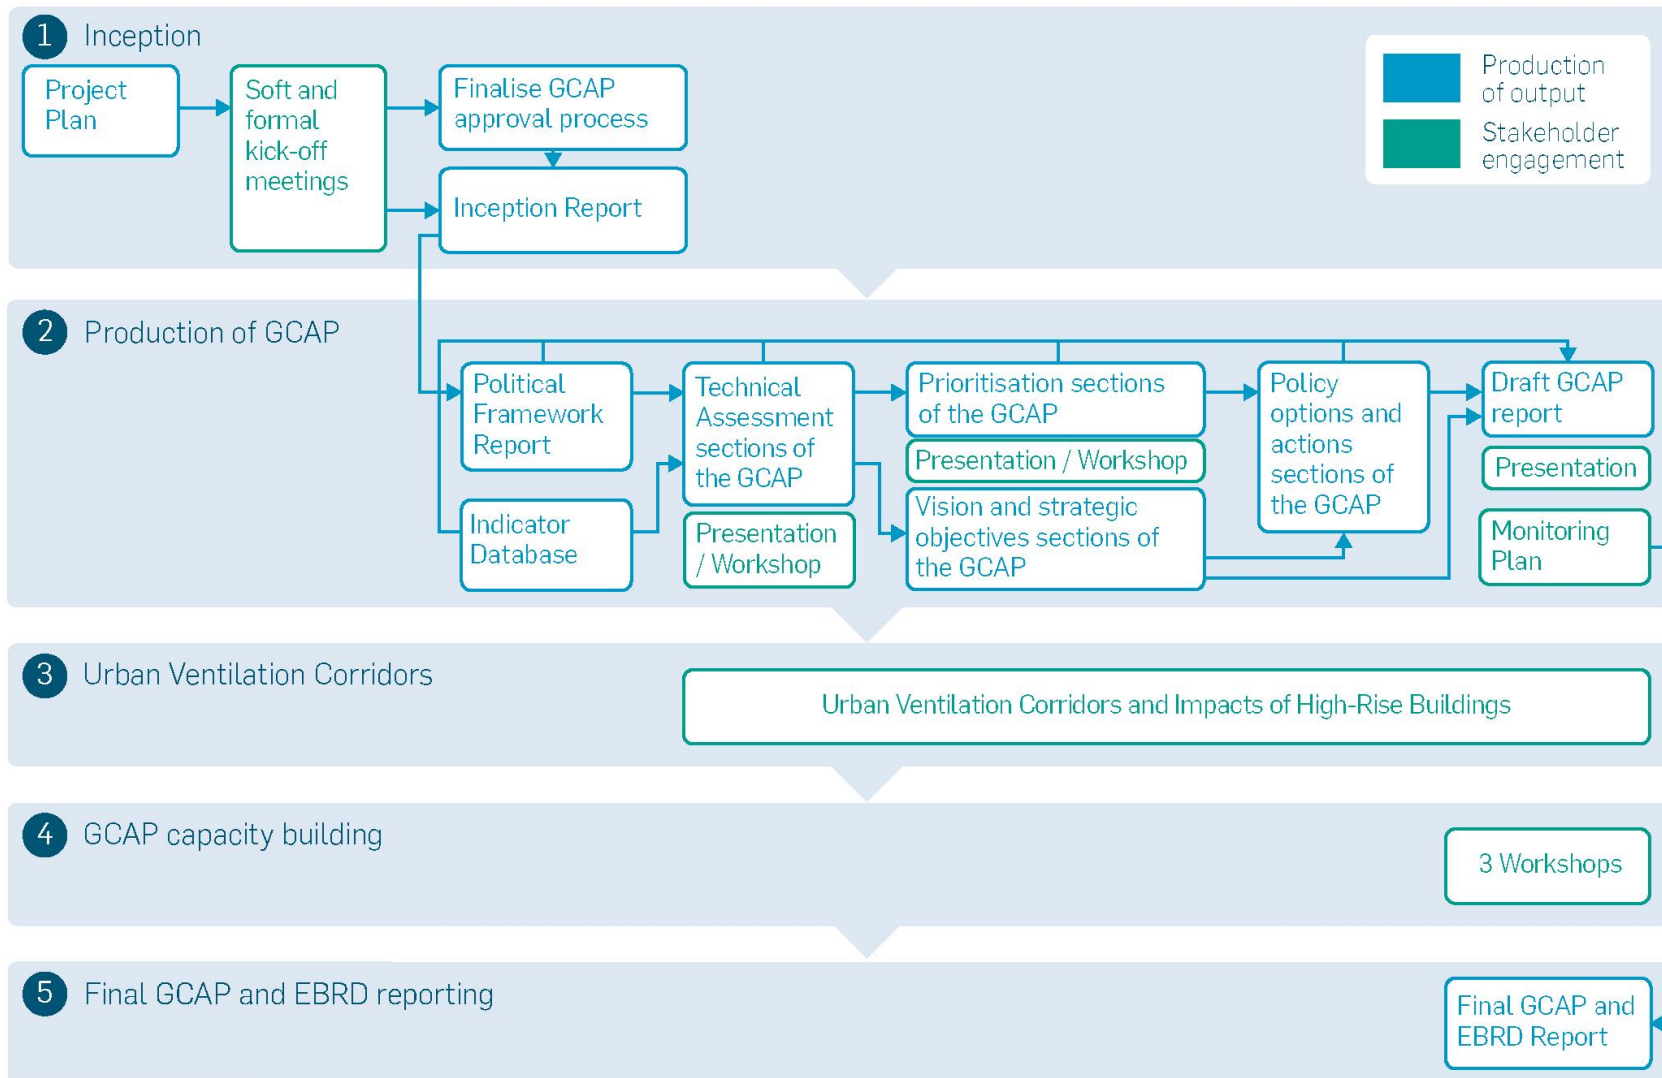 1 Inception
Project
Plan
Soft and
formal
kick-off
meetings
Finalise GCAP
approval process
Inception Report
Production
of output
Stakeholder
engagement
2 Production of GCAP
Political
Framework
Report
Indicator
Database
Technical
Assessment
sections of
the GCAP
Presentation
/ Workshop
Prioritisation sections
of the GCAP
Presentation / Workshop
Vision and strategic
objectives sections of
the GCAP
Policy
options and
actions
sections of
the GCAP
Draft GCAP
report
Presentation
Monitoring
Plan
3 Urban Ventilation Corridors
Urban Ventilation Corridors and Impacts of High-Rise Buildings
4 GCAP capacity building
3 Workshops
5 Final GCAP and EBRD reporting
Final GCAP and
EBRD Report